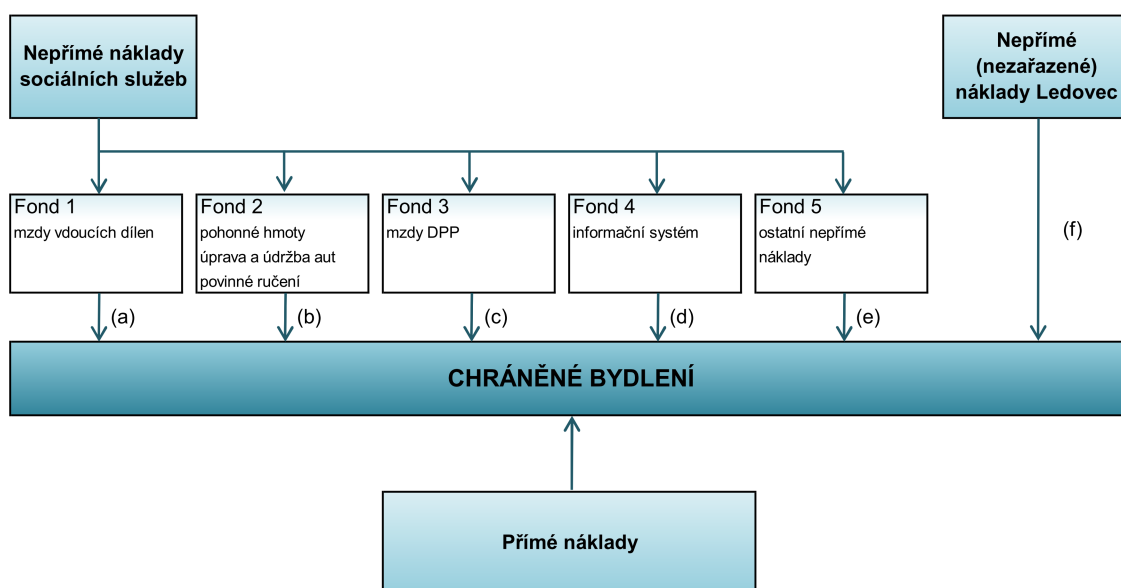 Nepřímé náklady
sociálních služeb
Nepřímé
(nezařazené)
náklady Ledovec
Fond 1
mzdy vdoucích dílen
Fond 2
pohonné hmoty
úprava a údržba aut
povinné ručení
Fond 3
mzdy DPP
Fond 4
informační systém
Fond 5
ostatní nepřímé
náklady
(a)
(b)
(c)
(d)
(e)
(f)
CHRÁNĚNÉ BYDLENÍ
Přímé náklady